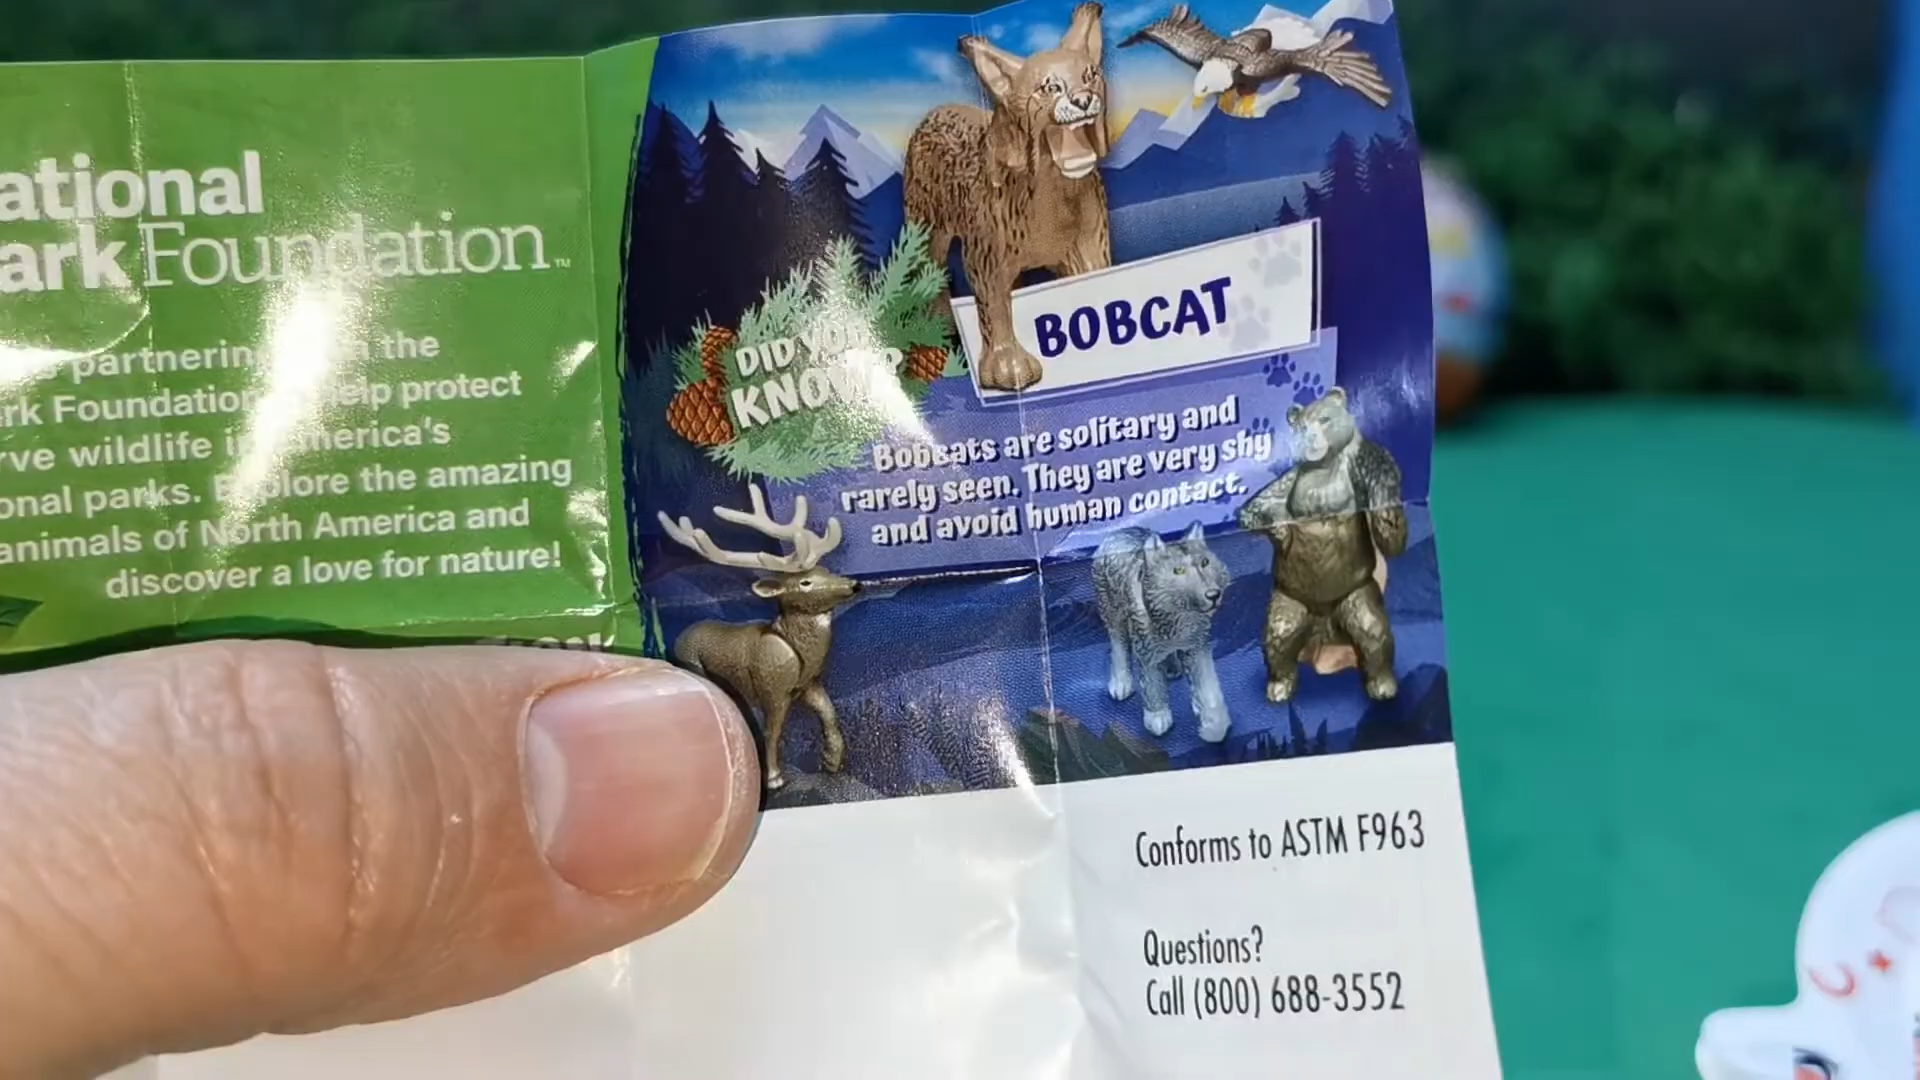 ational
ark Foundation™
partnerin the
rk Foundation help protect
rve wildlife in America's
onal parks. Explore the amazing
animals of North America and
discover a love for nature!
DID YOU
KNOW?
BOBCAT
Bobcats are solitary and
rarely seen. They are very shy
and avoid human contact.
Conforms to ASTM F963
Questions?
Call (800) 688-3552